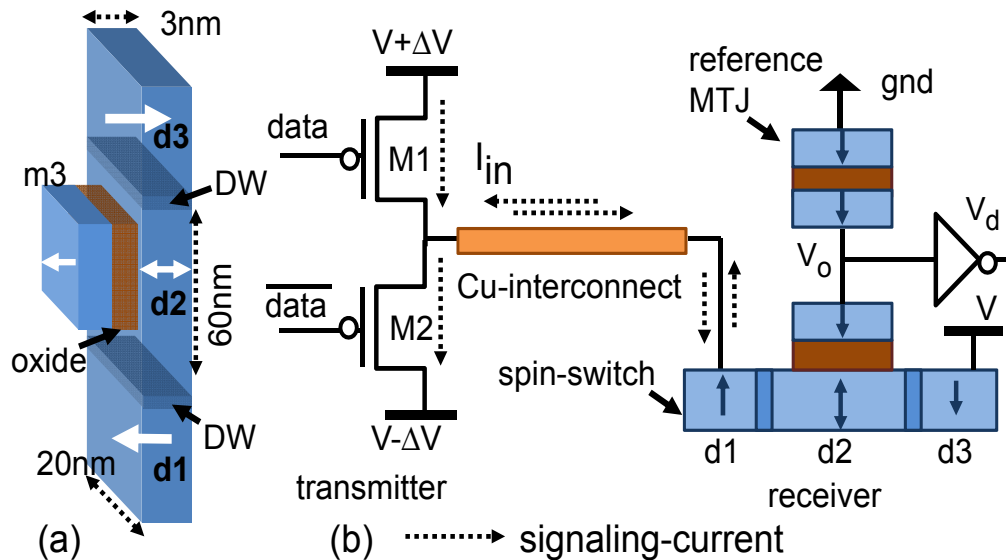 3nm
d3
m3
DW
d2
60nm
oxide
DW
d1
20nm
(a)
V+ΔV
data
M1
I_in
Cu-interconnect
data
M2
V-ΔV
transmitter
reference
MTJ
gnd
V_o
V_d
V
spin-switch
d1 d2 d3
receiver
(b)
signaling-current